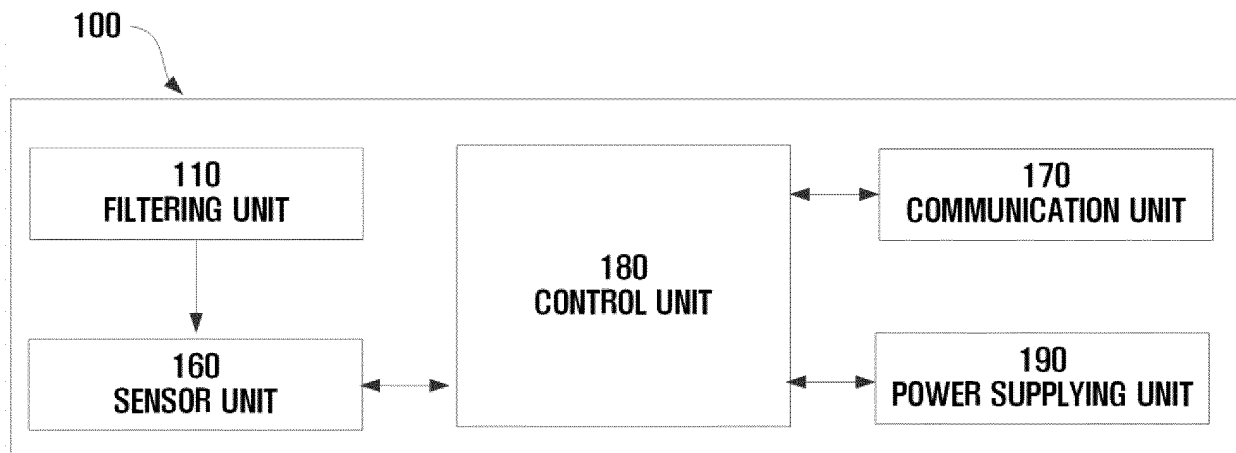 100
110
FILTERING UNIT
160
SENSOR UNIT
180
CONTROL UNIT
170
COMMUNICATION UNIT
190
POWER SUPPLYING UNIT